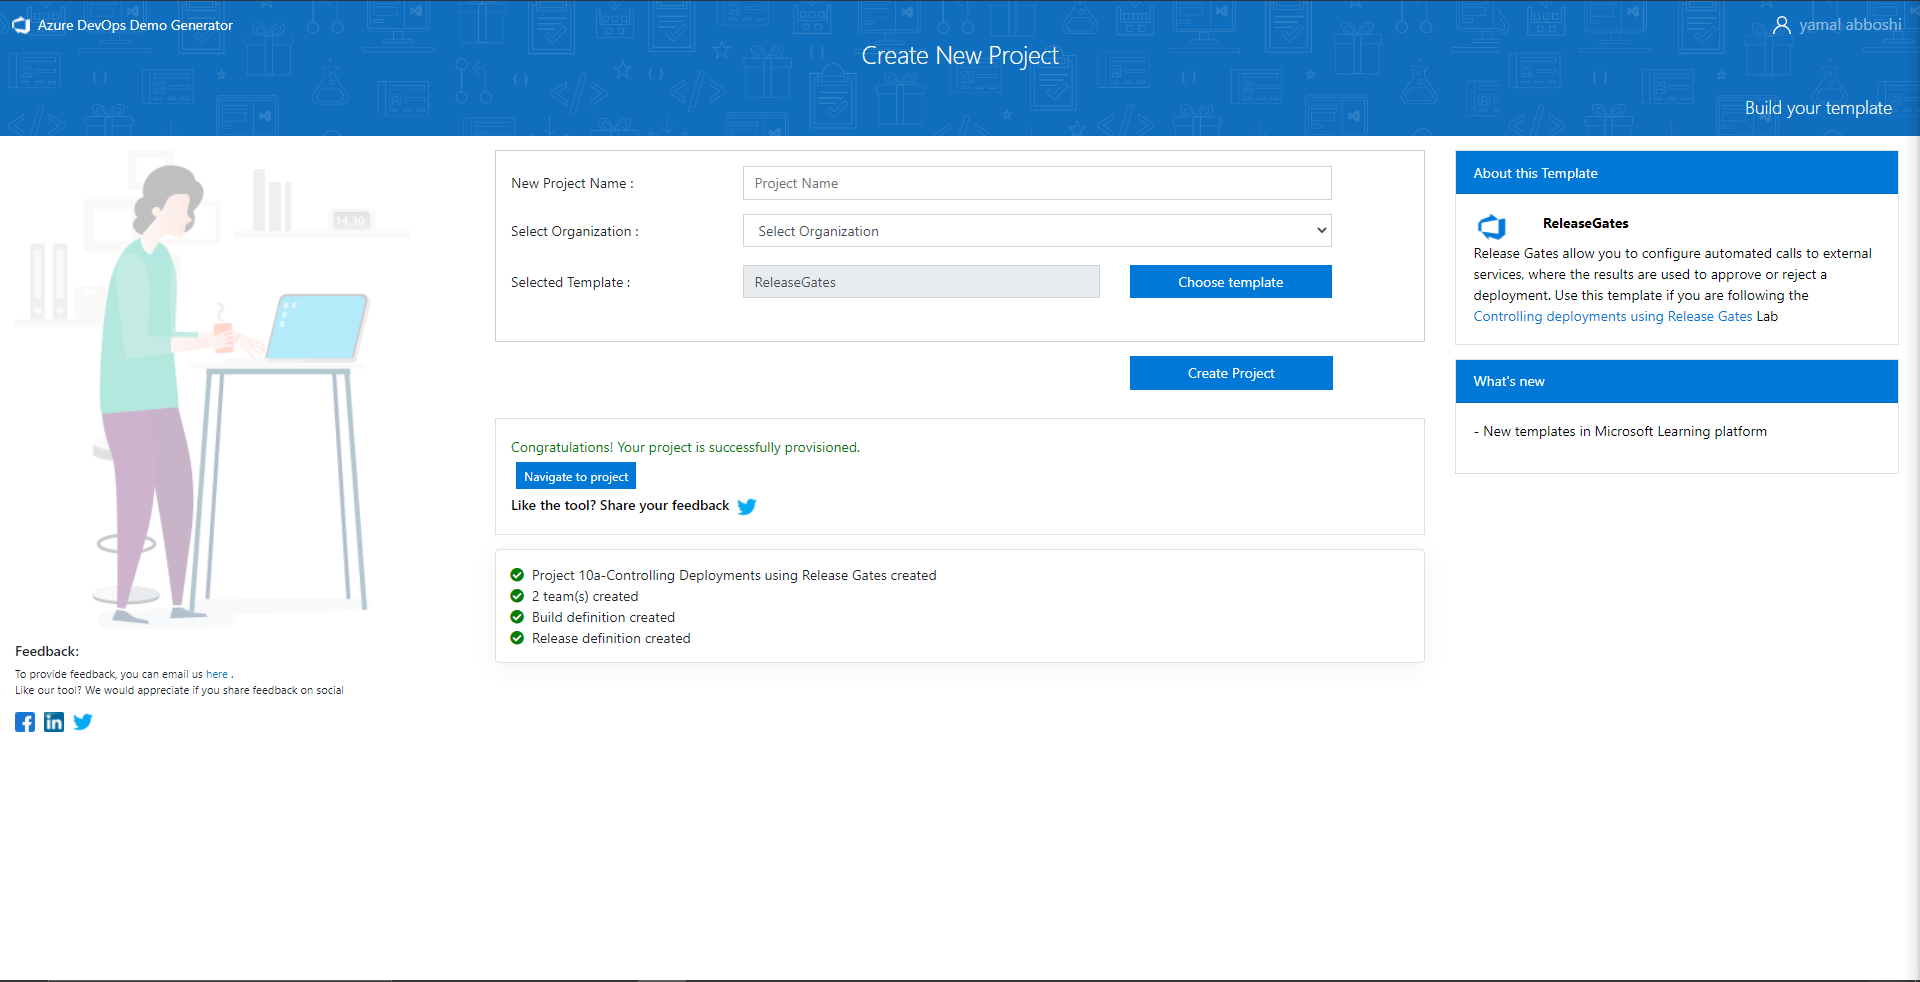 Azure DevOps Demo Generator
yamal abboshi
Create New Project
Build your template
14:30
New Project Name :
Project Name
Select Organization :
Select Organization
Selected Template :
ReleaseGates
Choose template
Create Project
Congratulations! Your project is successfully provisioned.
Navigate to project
Like the tool? Share your feedback
Project 10a-Controlling Deployments using Release Gates created
2 team(s) created
Build definition created
Release definition created
About this Template
ReleaseGates
Release Gates allow you to configure automated calls to external
services, where the results are used to approve or reject a
deployment. Use this template if you are following the
Controlling deployments using Release Gates Lab
What's new
- New templates in Microsoft Learning platform
Feedback:
To provide feedback, you can email us here .
Like our tool? We would appreciate if you share feedback on social